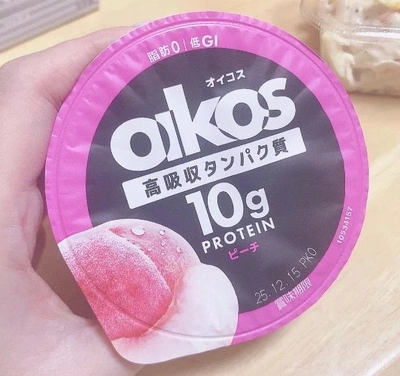 脂肪0|低GI
オイコス
oikos
高吸収タンパク質
10g
PROTEIN
ピーチ
10934157
25.12.15 PKO
賞味期限